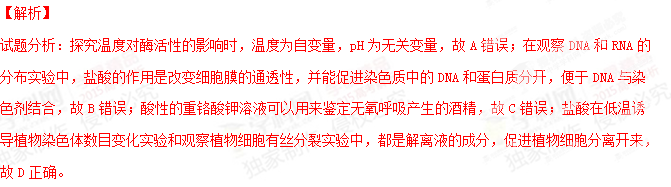 【解析】
试题分析：探究温度对酶活性的影响时，温度为自变量，pH为无关变量，故A错误；在观察DNA和RNA的
分布实验中，盐酸的作用是改变细胞膜的通透性，并能促进染色质中的DNA和蛋白质分开，便于DNA与染
色剂结合，故B错误；酸性的重铬酸钾溶液可以用来鉴定无氧呼吸产生的酒精，故C错误；盐酸在低温诱
导植物染色体数目变化实验和观察植物细胞有丝分裂实验中，都是解离液的成分，促进植物细胞分离开来，
故D正确。